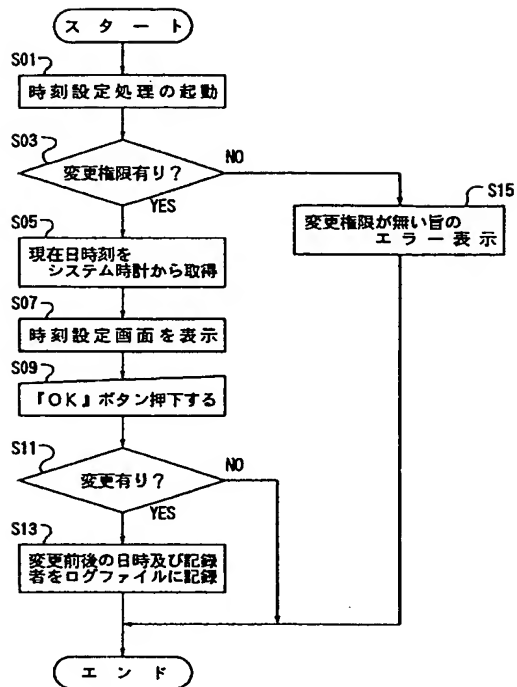 スタート
S01
時刻設定処理の起動
S03
変更権限有り?
NO
YES
S15
変更権限が無い旨の
エラー表示
S05
現在日時刻を
システム時計から取得
S07
時刻設定画面を表示
S09
『OK』ボタン押下する
S11
変更有り?
NO
YES
S13
変更前後の日時及び記録
者をログファイルに記録
エンド